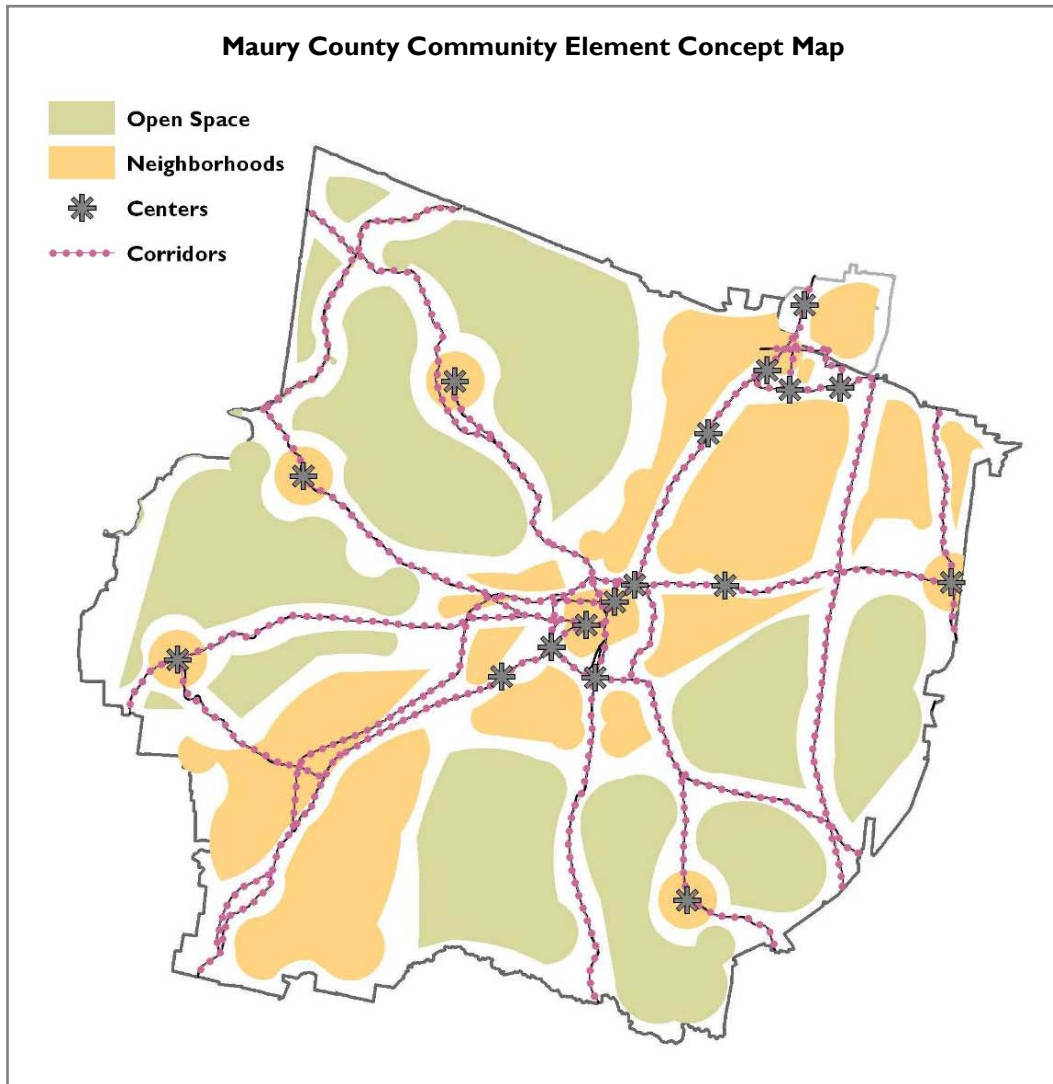 Maury County Community Element Concept Map
Open Space
Neighborhoods
Centers
Corridors